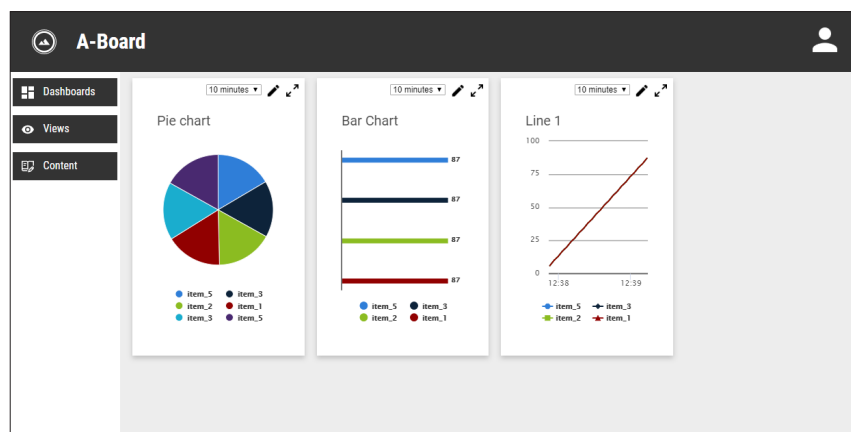 A-Board
Dashboards
Views
Content
10 minutes
Pie chart
item_5 item_3
item_2 item_1
item_3 item_5
10 minutes
Bar Chart
87
87
87
87
item_5 item_3
item_2 item_1
10 minutes
Line 1
100
75
50
25
0
12:38 12:39
item_5 item_3
item_2 item_1